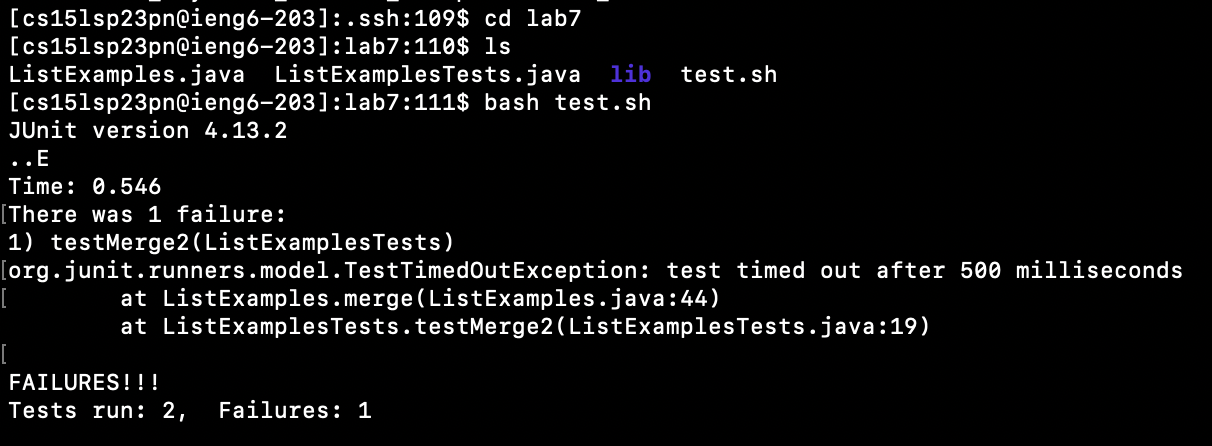 [cs15lsp23pn@ieng6-203]:.ssh:109$ cd lab7
[cs15lsp23pn@ieng6-203]:lab7:110$ ls
ListExamples.java  ListExamplesTests.java  lib  test.sh
[cs15lsp23pn@ieng6-203]:lab7:111$ bash test.sh
JUnit version 4.13.2
..E
Time: 0.546
[There was 1 failure:
1) testMerge2(ListExamplesTests)
[org.junit.runners.model.TestTimedOutException: test timed out after 500 milliseconds
[        at ListExamples.merge(ListExamples.java:44)
        at ListExamplesTests.testMerge2(ListExamplesTests.java:19)
[
FAILURES!!!
Tests run: 2,  Failures: 1